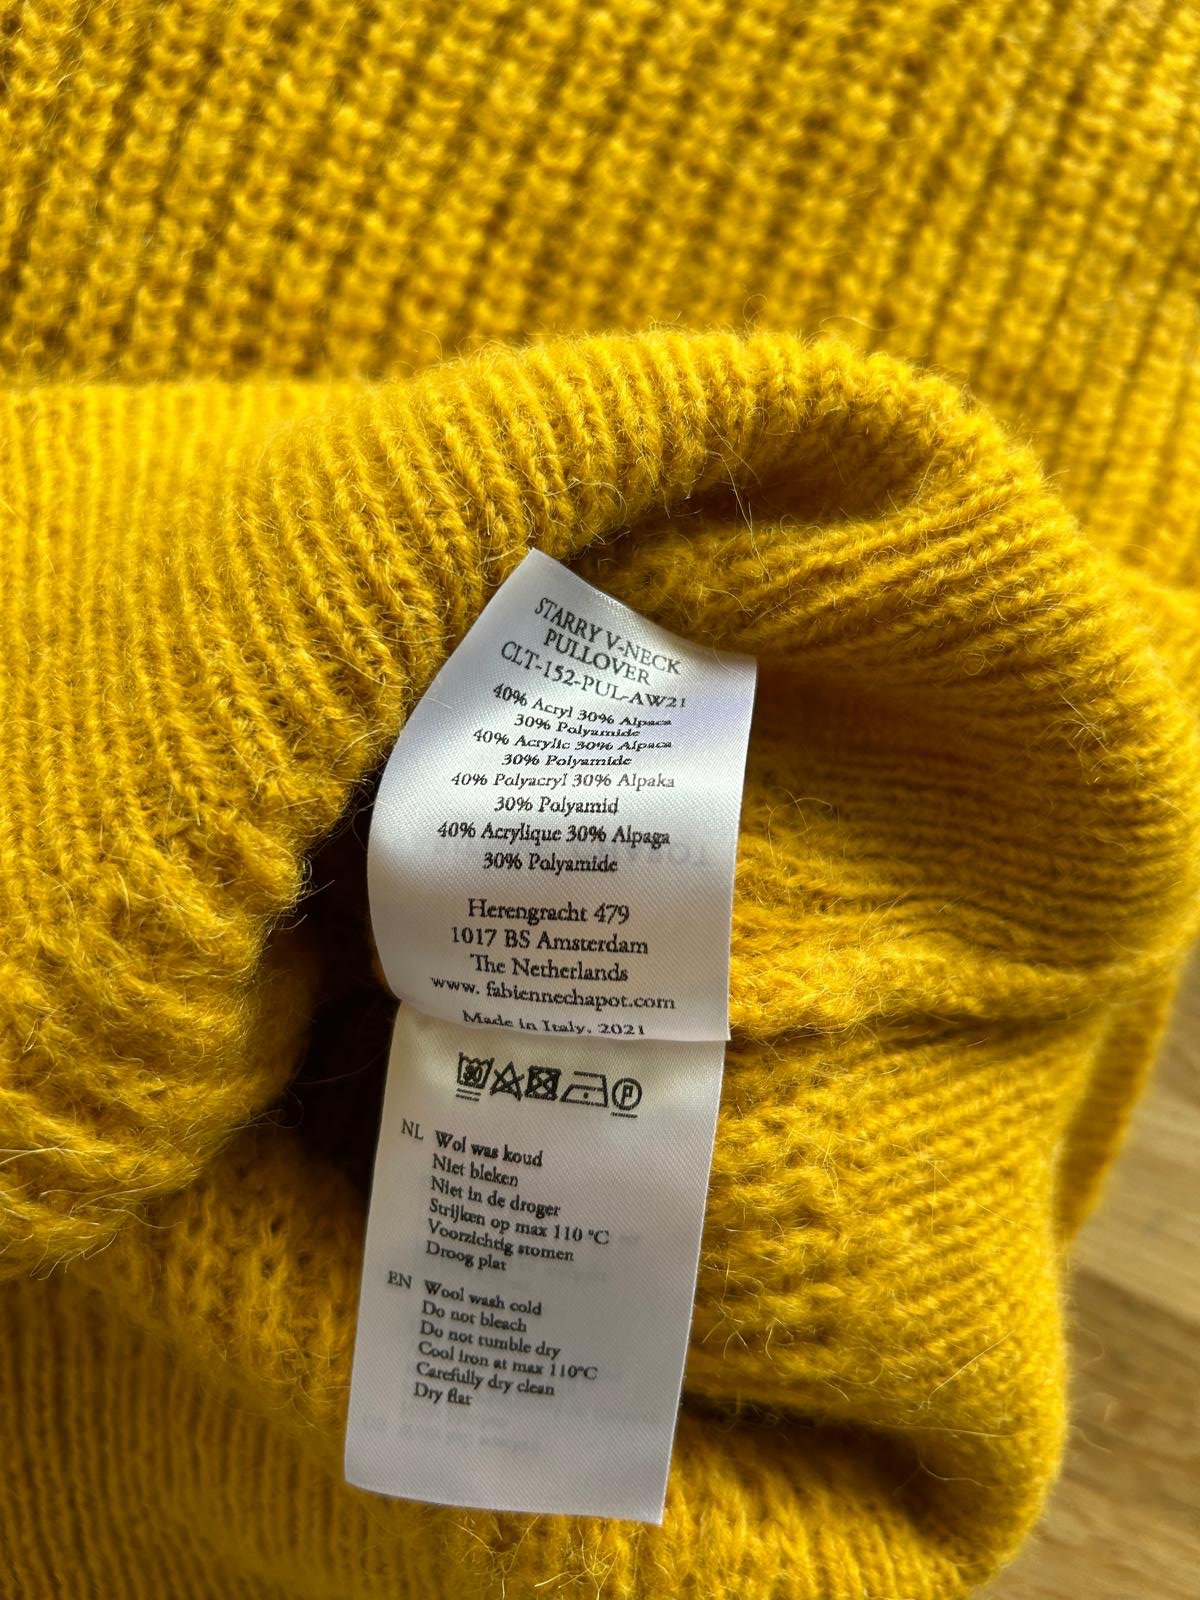 STARRY V-NECK
PULLOVER
CLT-152-PUL-AW21
40% Acryl 30% Alpaca
30% Polyamide
40% Acrylic 30% Alpaca
30% Polyamide
40% Polyacryl 30% Alpaka
30% Polyamid
40% Acrylique 30% Alpaga
30% Polyamide
Herengracht 479
1017 BS Amsterdam
The Netherlands
www. fabiennechapot.com
Made in Italy, 2021
30 P
NL Wol was koud
Niet bleken
Niet in de droger
Strijken op max 110 °C
Voorzichtig stomen
Droog plat
EN Wool wash cold
Do not bleach
Do not tumble dry
Cool iron at max 110°C
Carefully dry clean
Dry flat